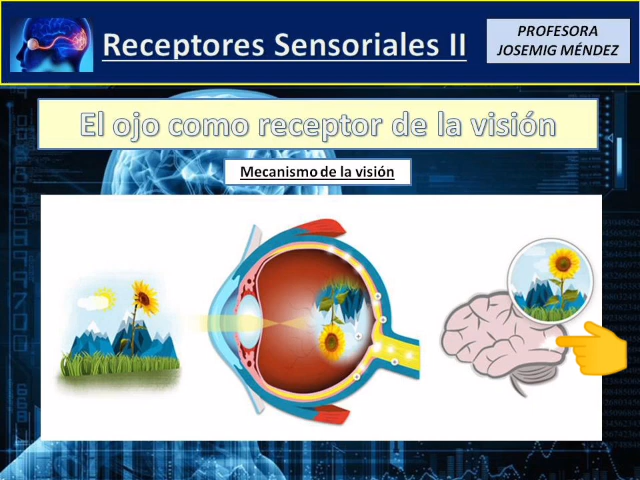 Receptores Sensoriales II
PROFESORA
JOSEMIG MÉNDEZ
El ojo como receptor de la visión
Mecanismo de la visión